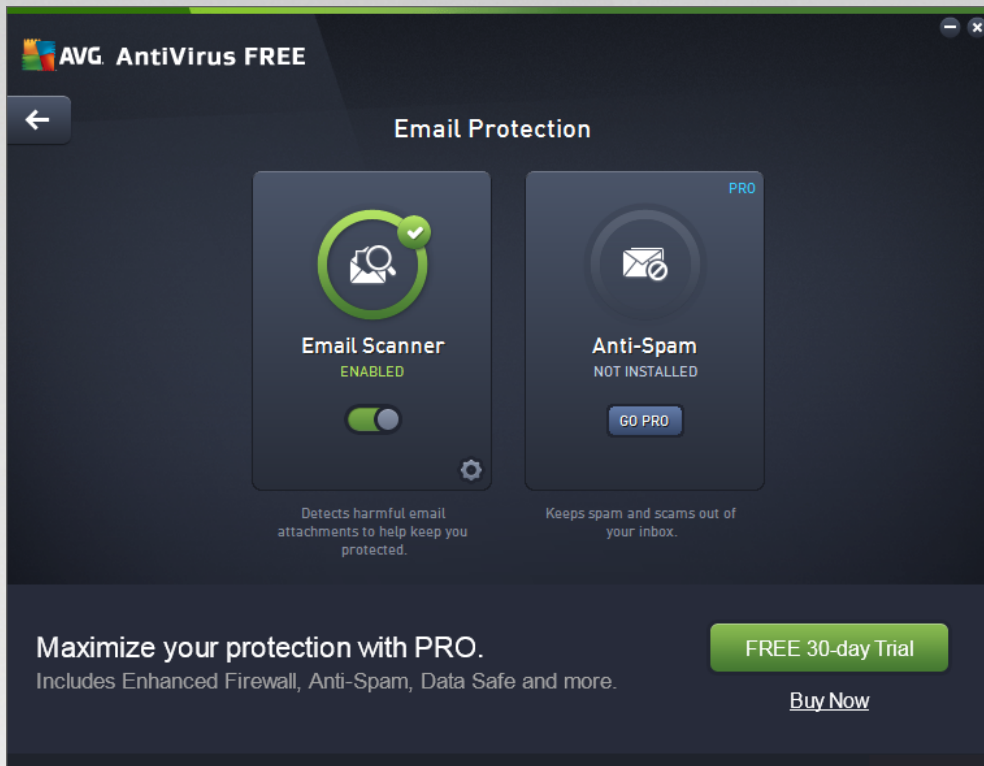 AVG AntiVirus FREE
Email Protection
PRO
Email Scanner
ENABLED
Detects harmful email
attachments to help keep you
protected.
Anti-Spam
NOT INSTALLED
GO PRO
Keeps spam and scams out of
your inbox.
Maximize your protection with PRO.
Includes Enhanced Firewall, Anti-Spam, Data Safe and more.
FREE 30-day Trial
Buy Now